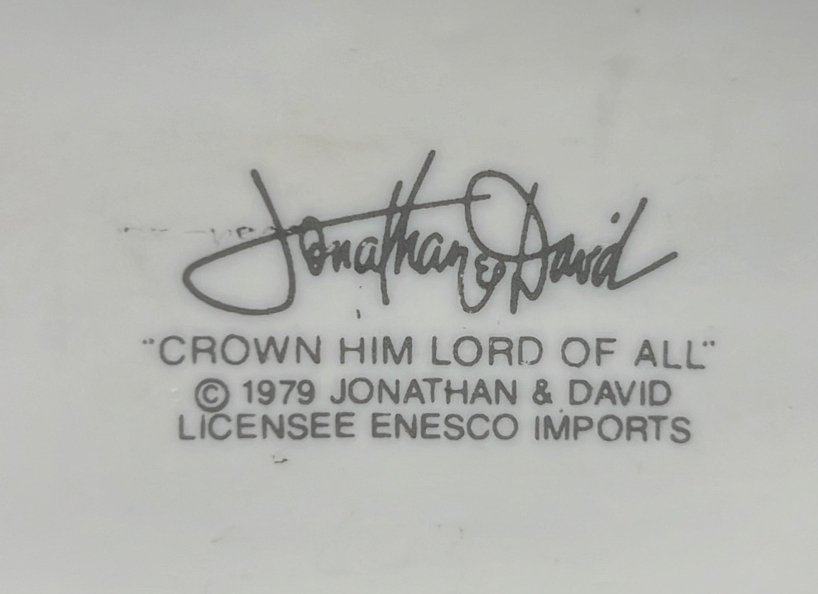 Jonathan & David
"CROWN HIM LORD OF ALL"
© 1979 JONATHAN & DAVID
LICENSEE ENESCO IMPORTS